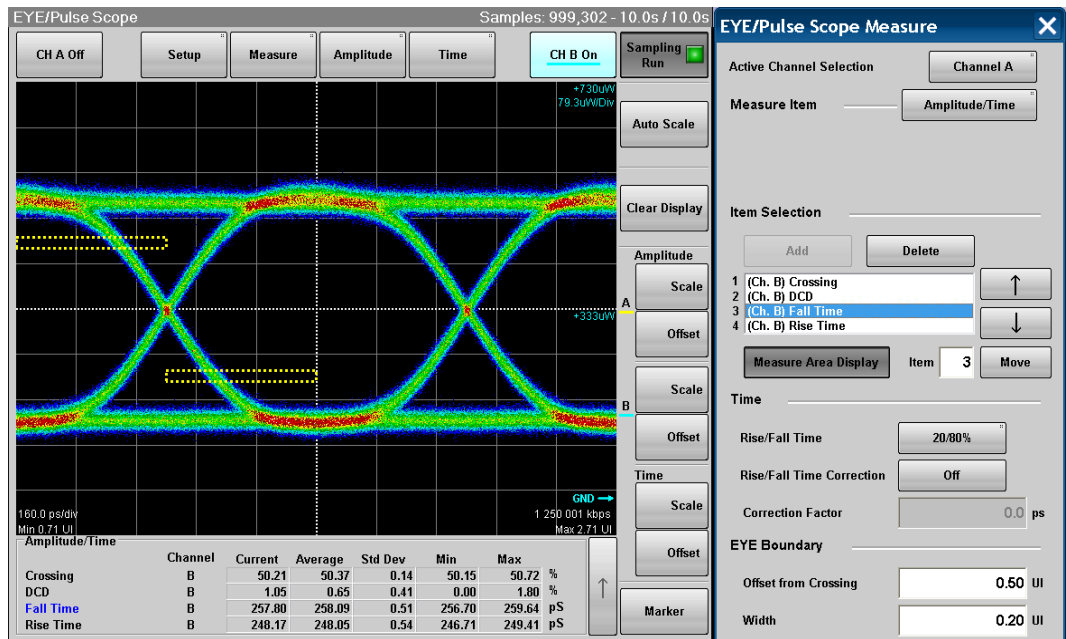 EYE/Pulse Scope Samples: 999,302 - 10.0s / 10.0s
CH A Off Setup Measure Amplitude Time CH B On Sampling Run
+730uW
79.3uW/Div
Auto Scale
Clear Display
Amplitude
Scale
A
+333uW
Offset
Scale
B
Offset
Time
GND →
Scale
160.0 ps/div 1 250 001 kbps
Min 0.71 UI Max 2.71 UI
Offset
Marker
Amplitude/Time
Channel Current Average Std Dev Min Max
Crossing B 50.21 50.37 0.14 50.15 50.72 %
DCD B 1.05 0.65 0.41 0.00 1.80 %
Fall Time B 257.80 258.09 0.51 256.70 259.64 pS
Rise Time B 248.17 248.05 0.54 246.71 249.41 pS
↑
EYE/Pulse Scope Measure X
Active Channel Selection Channel A
Measure Item Amplitude/Time
Item Selection
Add Delete
1 (Ch. B) Crossing
2 (Ch. B) DCD
3 (Ch. B) Fall Time
4 (Ch. B) Rise Time
↑
↓
Measure Area Display Item 3 Move
Time
Rise/Fall Time 20/80%
Rise/Fall Time Correction Off
Correction Factor 0.0 ps
EYE Boundary
Offset from Crossing 0.50 UI
Width 0.20 UI